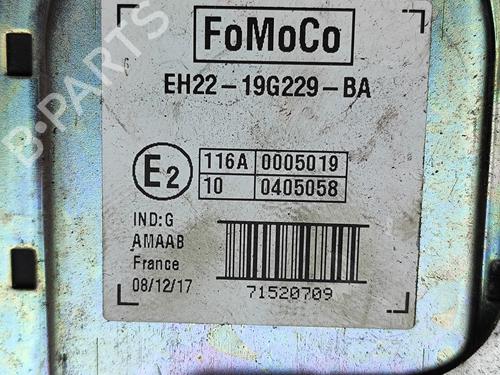 FoMoCo
EH22-19G229-BA
E2
116A 0005019
10 0405058
IND:G
AMAAB
France
08/12/17
71520709
B-PARTS